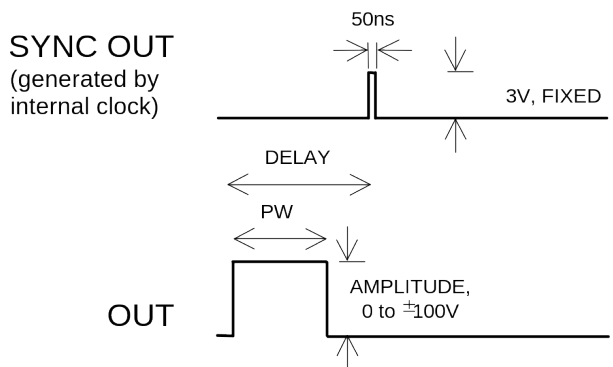 50ns
SYNC OUT
(generated by
internal clock)
3V, FIXED
DELAY
PW
AMPLITUDE,
0 to ±100V
OUT